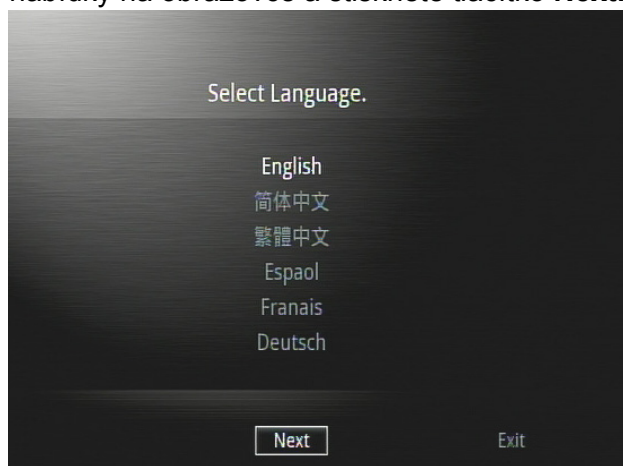 Select Language.
English
简体中文
繁體中文
Espaol
Franais
Deutsch
Next Exit